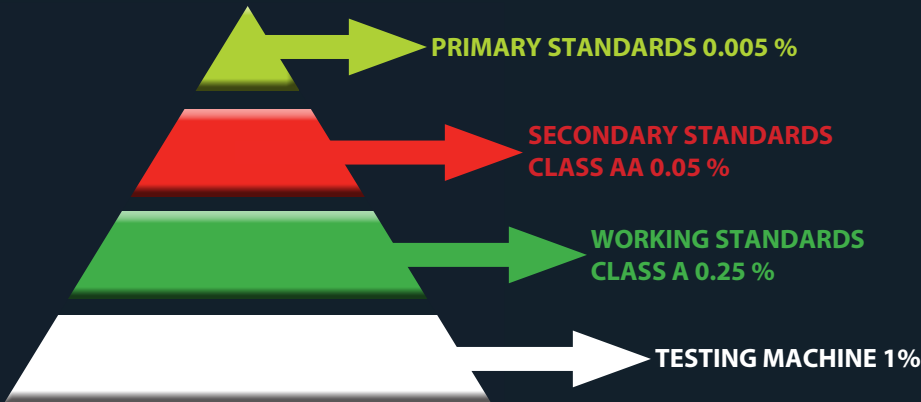 PRIMARY STANDARDS 0.005 %
SECONDARY STANDARDS
CLASS AA 0.05 %
WORKING STANDARDS
CLASS A 0.25 %
TESTING MACHINE 1%